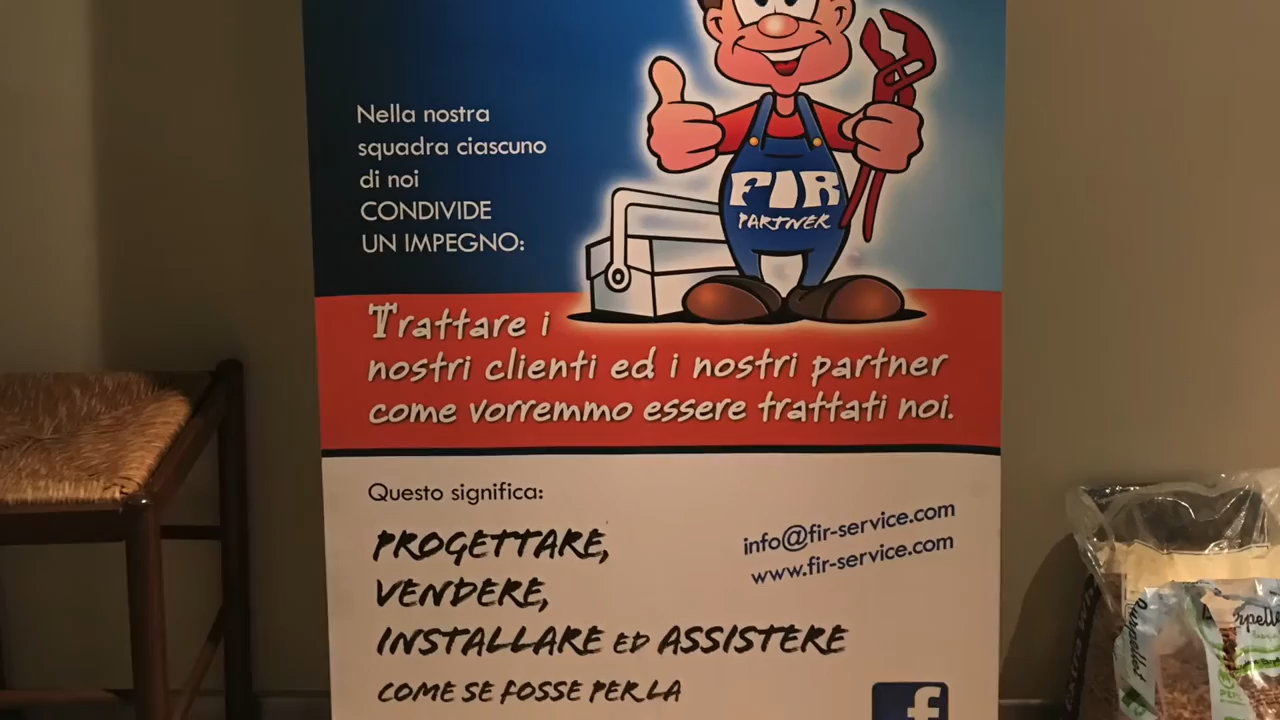 Nella nostra
squadra ciascuno
di noi
CONDIVIDE
UN IMPEGNO:
FIR
PARTNER
Trattare i
nostri clienti ed i nostri partner
come vorremmo essere trattati noi.
Questo significa:
PROGETTARE,
VENDERE,
INSTALLARE ED ASSISTERE
COME SE FOSSE PER LA
info@fir-service.com
www.fir-service.com
f